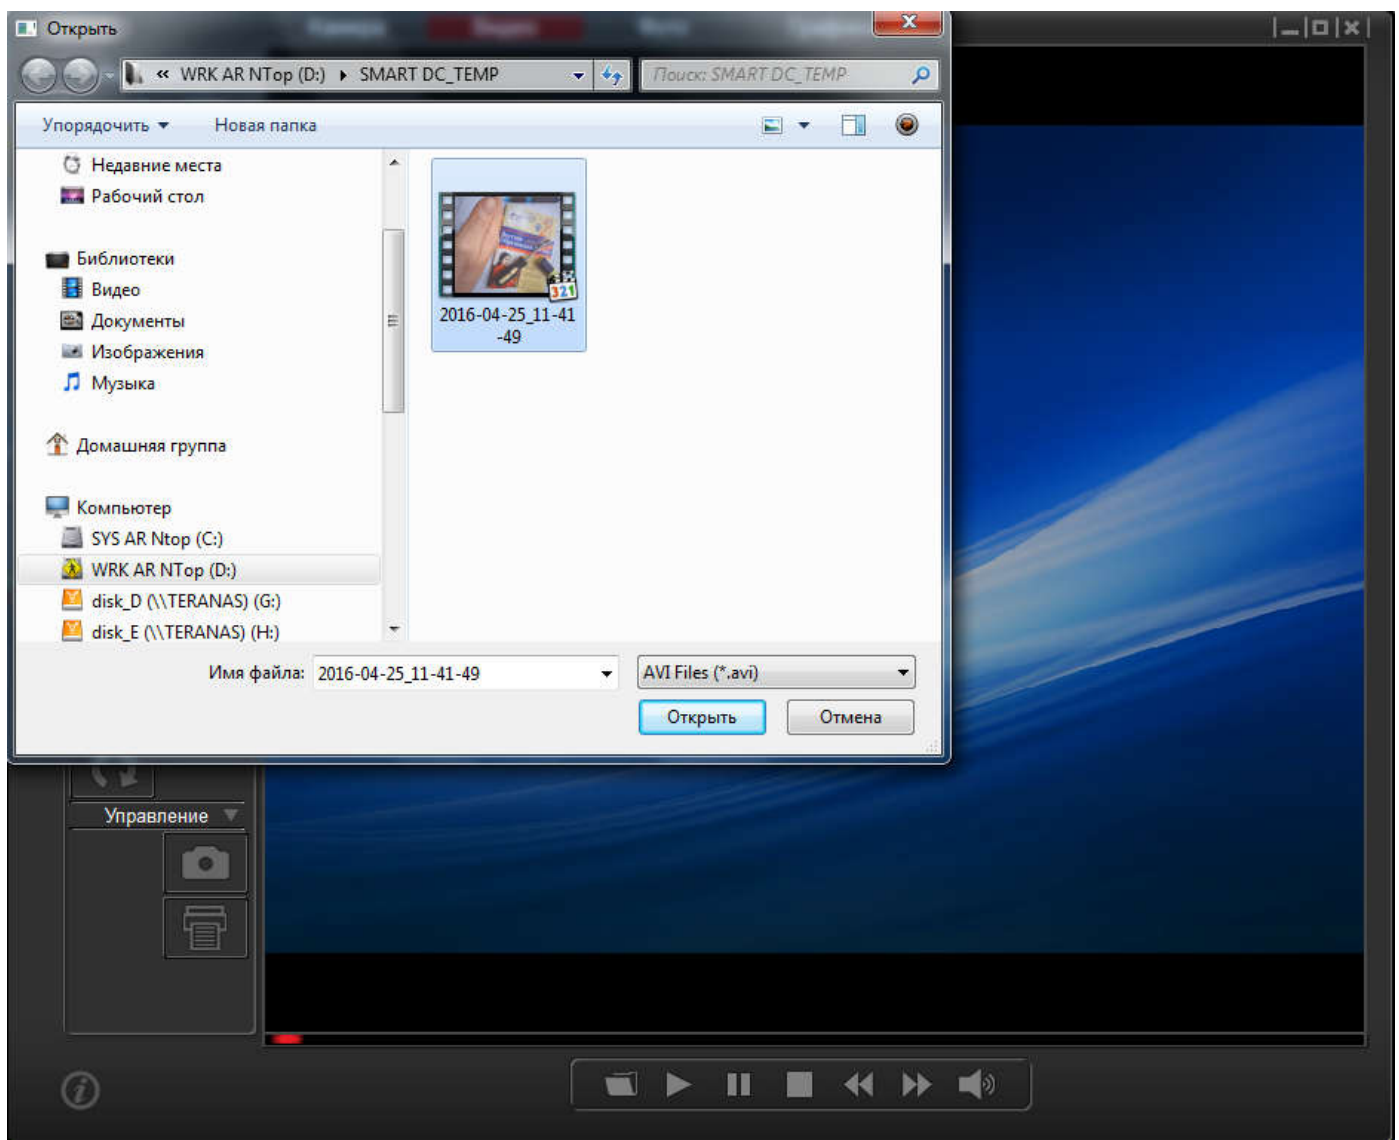 Открыть
« WRK AR NTop (D:) ▸ SMART DC_TEMP
Поиск: SMART DC_TEMP
Упорядочить ▼ Новая папка
Недавние места
Рабочий стол
Библиотеки
Видео
Документы
Изображения
Музыка
Домашняя группа
Компьютер
SYS AR Ntop (C:)
WRK AR NTop (D:)
disk_D (\\TERANAS) (G:)
disk_E (\\TERANAS) (H:)
321
2016-04-25_11-41
-49
Имя файла: 2016-04-25_11-41-49
AVI Files (*.avi)
Открыть Отмена
Управление